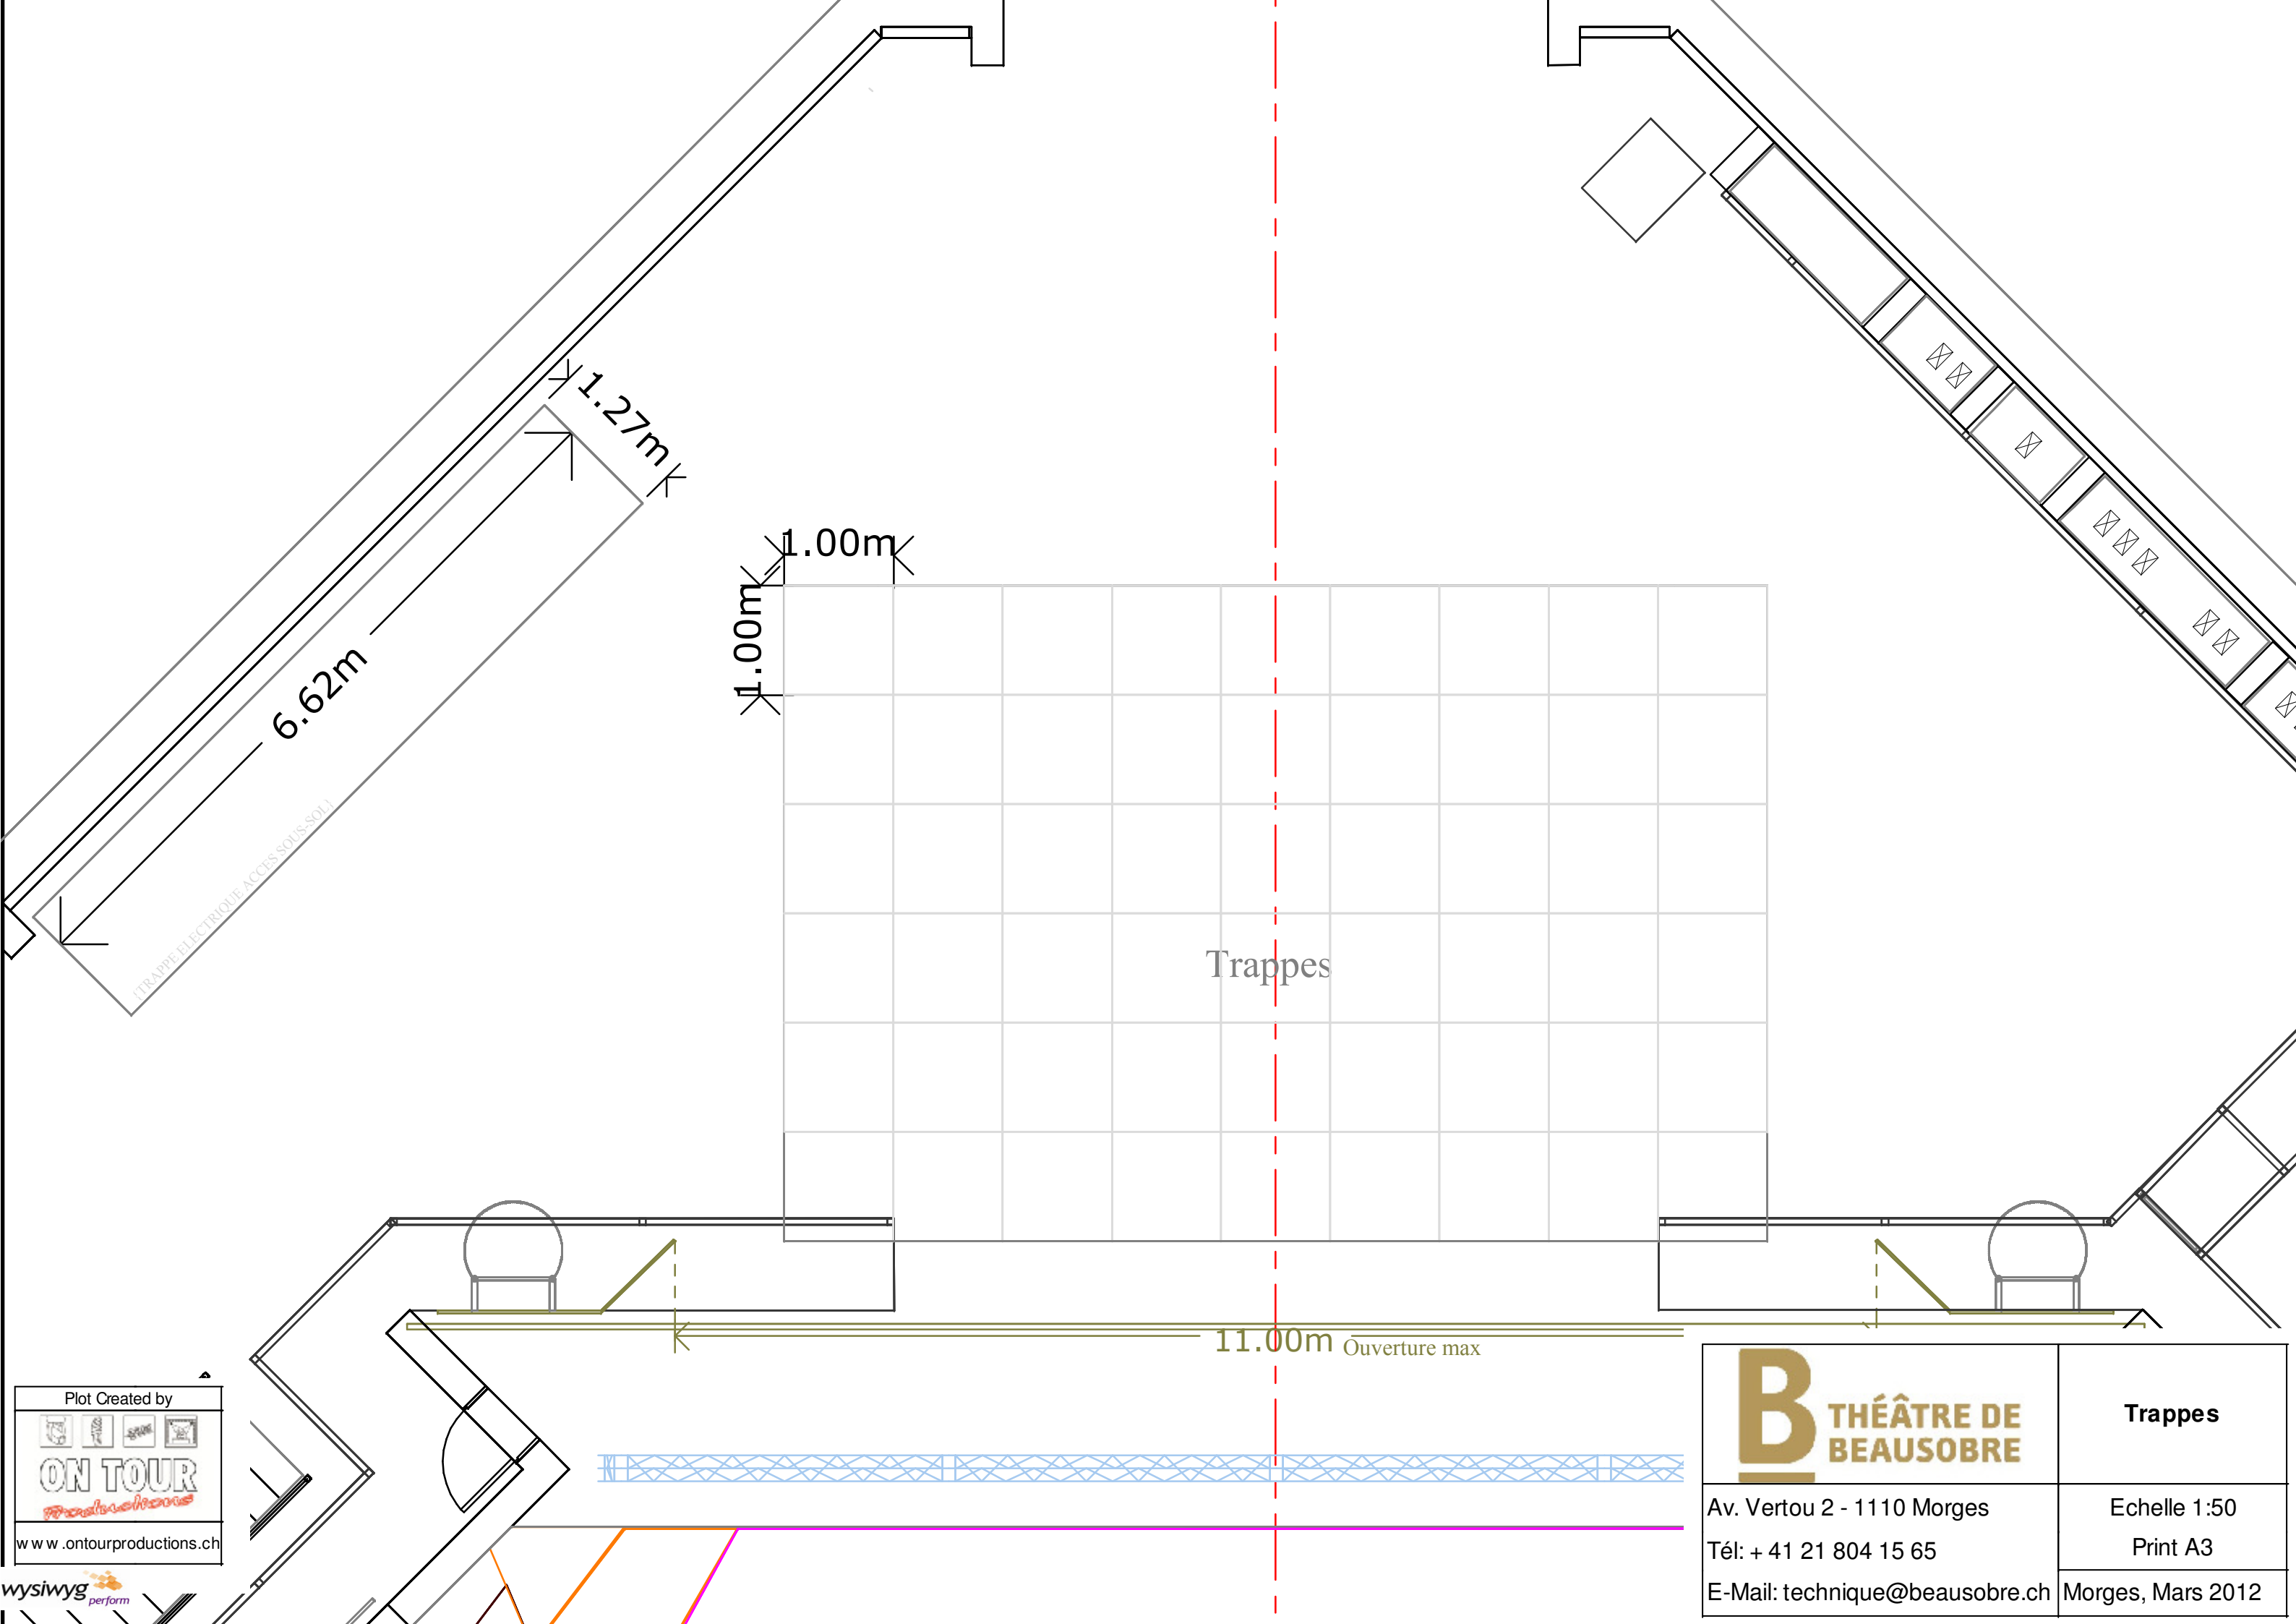 1.27m
1.00m
1.00m
6.62m
[TRAPPE ELECTRIQUE ACCES SOUS-SOL]
Trappes
11.00m Ouverture max
Plot Created by
ON TOUR
Productions
www.ontourproductions.ch
wysiwyg
perform
B THÉÂTRE DE
BEAUSOBRE
Trappes
Av. Vertou 2 - 1110 Morges
Tél: + 41 21 804 15 65
E-Mail: technique@beausobre.ch
Echelle 1:50
Print A3
Morges, Mars 2012